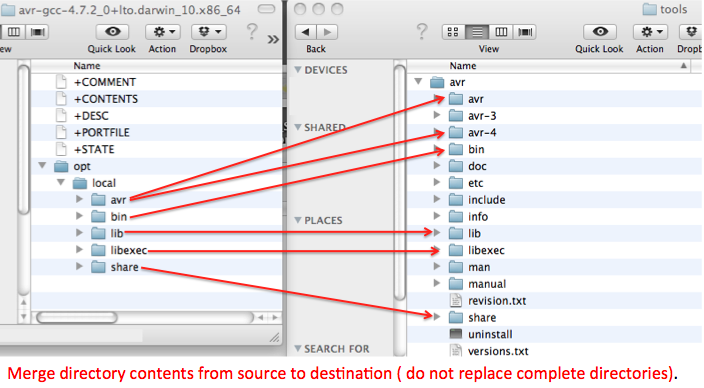 avr-gcc-4.7.2_0+lto.darwin_10.x86_64
ew
Quick Look
Action
Dropbox
Name
+COMMENT
+CONTENTS
+DESC
+PORTFILE
+STATE
opt
local
avr
bin
lib
libexec
share
tools
Back
View
Quick Look
Action
Dropb
DEVICES
SHARED
PLACES
SEARCH FOR
Name
avr
avr
avr-3
avr-4
bin
doc
etc
include
info
lib
libexec
man
manual
revision.txt
share
uninstall
versions.txt
Merge directory contents from source to destination ( do not replace complete directories).